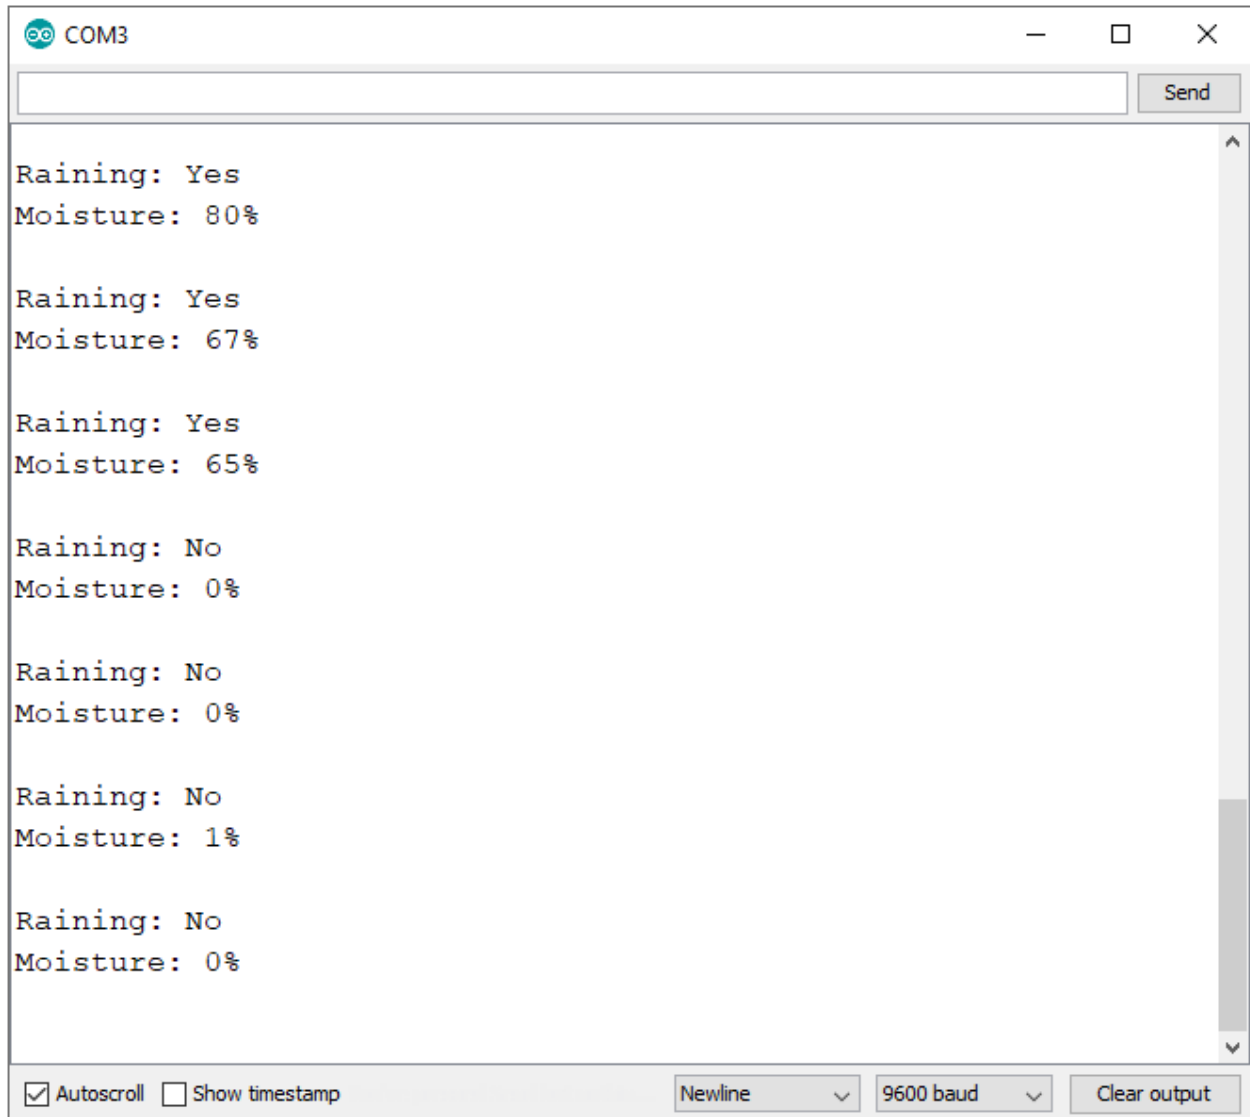 COM3
Send
Raining: Yes
Moisture: 80%
Raining: Yes
Moisture: 67%
Raining: Yes
Moisture: 65%
Raining: No
Moisture: 0%
Raining: No
Moisture: 0%
Raining: No
Moisture: 1%
Raining: No
Moisture: 0%
Autoscroll Show timestamp Newline 9600 baud Clear output